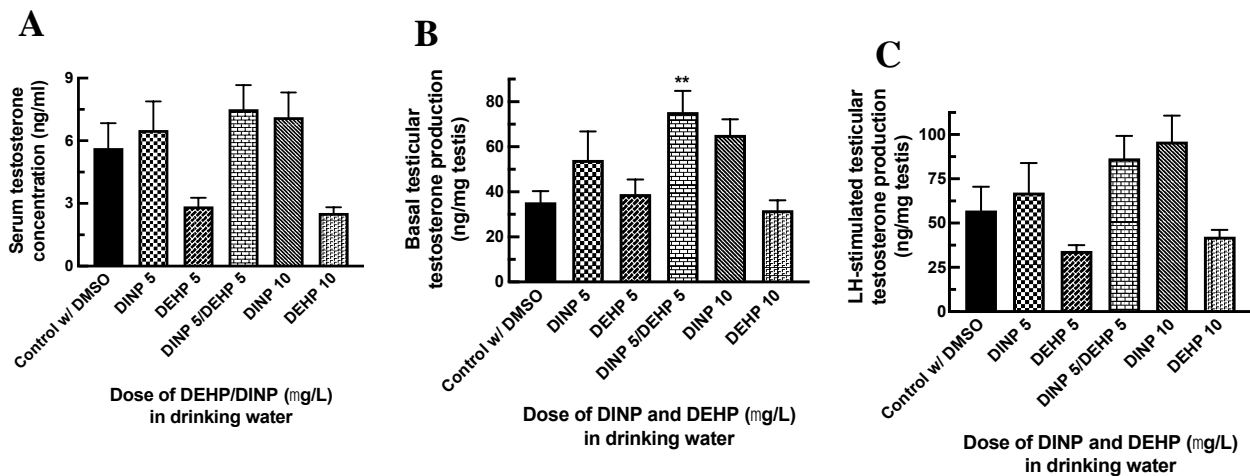 A
Serum testosterone
concentration (ng/ml)
9
6
3
0
Control w/ DMSO
DINP 5
DEHP 5
DINP 5/DEHP 5
DINP 10
DEHP 10
Dose of DEHP/DINP (mg/L)
in drinking water
B
Basal testicular
testosterone production
(ng/mg testis)
80
60
40
20
0
**
Control w/ DMSO
DINP 5
DEHP 5
DINP 5/DEHP 5
DINP 10
DEHP 10
Dose of DINP and DEHP (mg/L)
in drinking water
C
LH-stimulated testicular
testosterone production
(ng/mg testis)
100
75
50
25
0
Control w/ DMSO
DINP 5
DEHP 5
DINP 5/DEHP 5
DINP 10
DEHP 10
Dose of DINP and DEHP (mg/L)
in drinking water